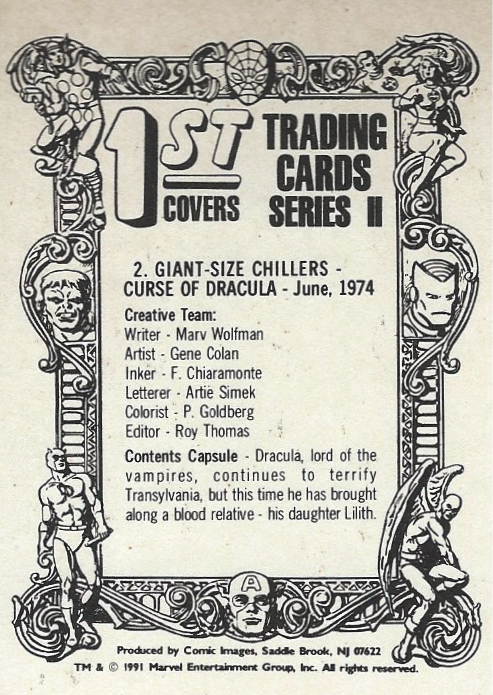 1ST TRADING
CARDS
COVERS SERIES II
2. GIANT-SIZE CHILLERS -
CURSE OF DRACULA - June, 1974
Creative Team:
Writer - Marv Wolfman
Artist - Gene Colan
Inker - F. Chiaramonte
Letterer - Artie Simek
Colorist - P. Goldberg
Editor - Roy Thomas
Contents Capsule - Dracula, lord of the
vampires, continues to terrify
Transylvania, but this time he has brought
along a blood relative - his daughter Lilith.
Produced by Comic Images, Saddle Brook, NJ 07622
TM & © 1991 Marvel Entertainment Group, Inc. All rights reserved.